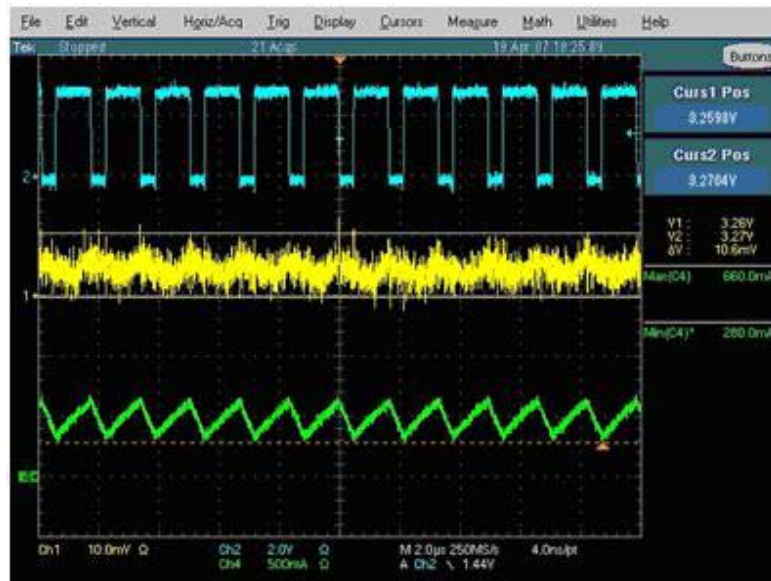 File Edit Vertical Horiz/Acq Trig Display Cursors Measure Math Utilities Help
Tek Stopped 21 Acqs 19 Apr 07 18:25:89
Buttons
Curs1 Pos
3.2598V
Curs2 Pos
3.2704V
V1: 3.26V
V2: 3.27V
ΔV: 10.6mV
Max(C4) 660.0mA
Min(C4)* 280.0mA
2
1
Ch1 10.0mV Ω Ch2 2.0V Ω M 2.0µs 250MS/s 4.0ns/pt
Ch4 500mA Ω A Ch2 \ 1.44V